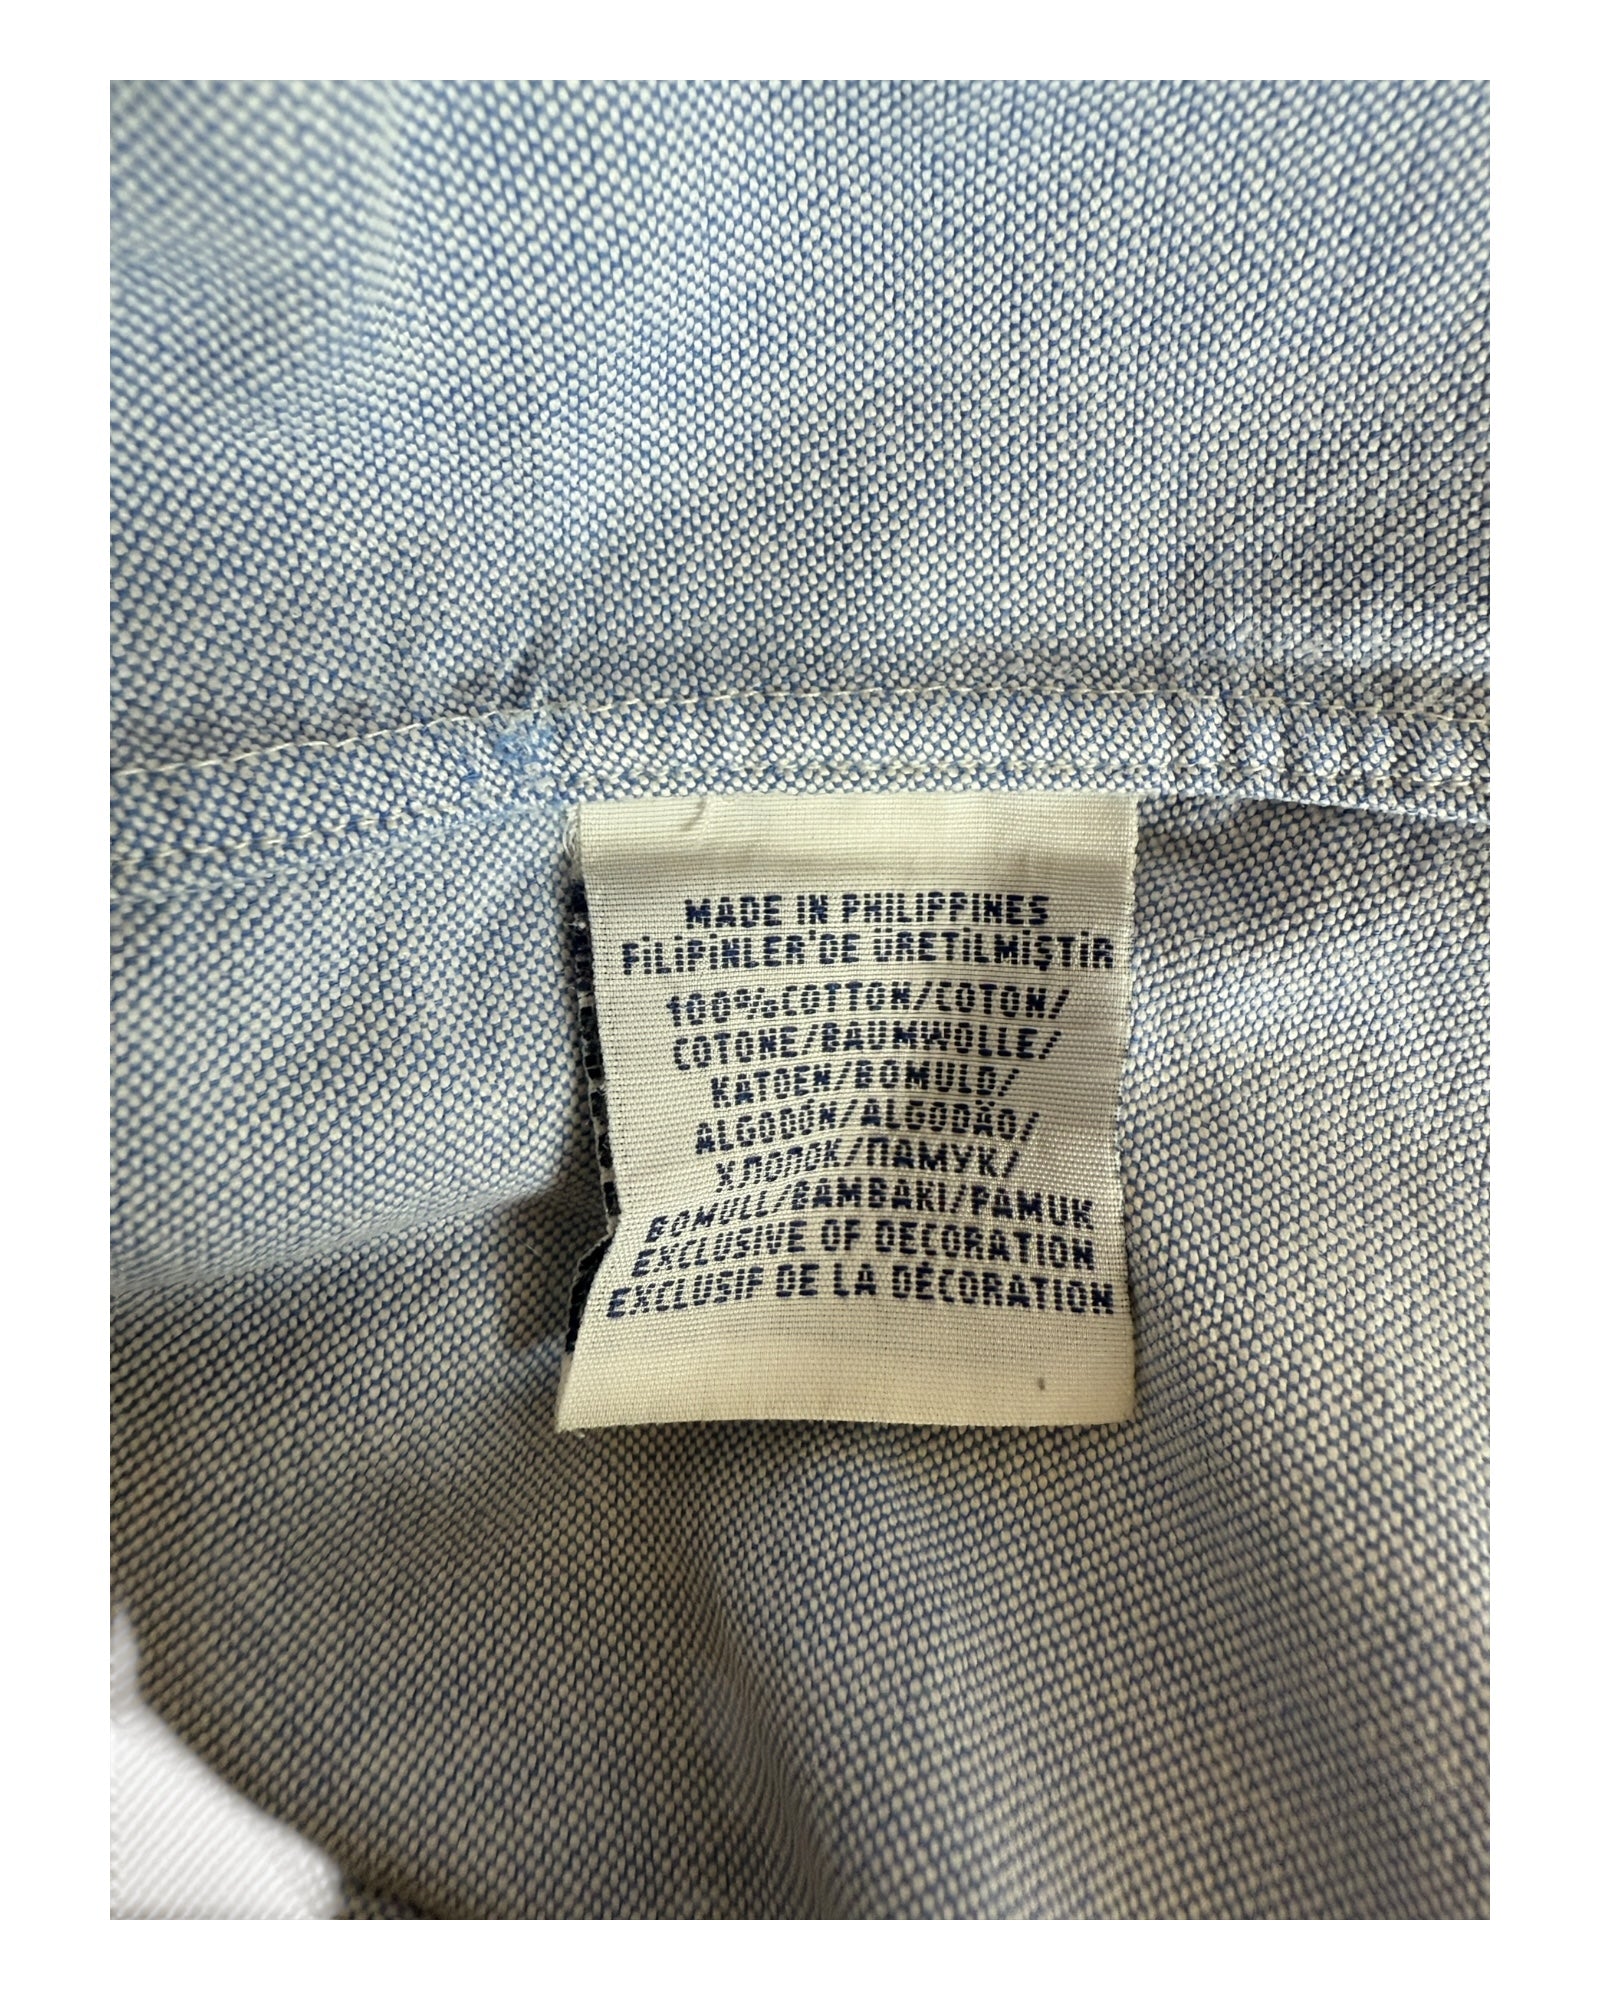 MADE IN PHILIPPINES
FİLİPİNLER'DE ÜRETİLMİŞTİR
100%COTTON/COTON/
COTONE/BAUMWOLLE/
KATOEN/BOMULD/
ALGODÓN/ALGODÃO/
ХЛОПОК/ПАМУК/
BOMULL/BAMBAKI/PAMUK
EXCLUSIVE OF DECORATION
EXCLUSIF DE LA DÉCORATION